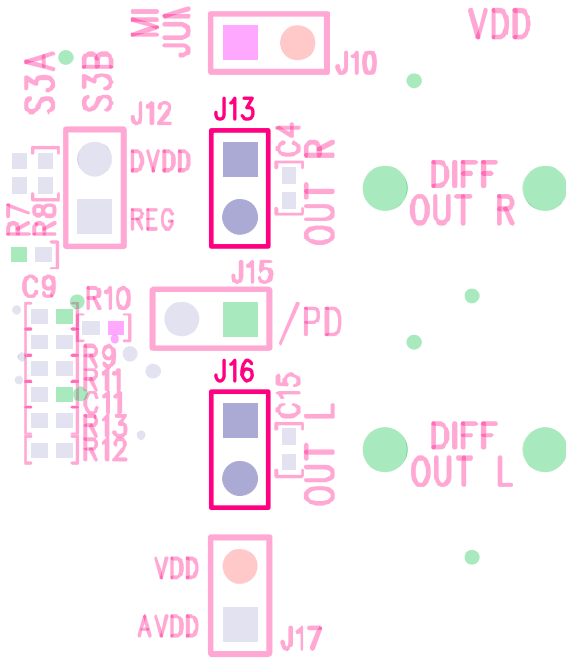 MI
JUA
VDD
J10
S3A
S3B
J12
J13
C4
DVDD
OUT R
DIFF
OUT R
REG
R7
R8
J15
C9
R10
/PD
R9
R11
C11
R13
R12
J16
C15
OUT L
DIFF
OUT L
VDD
AVDD
J17